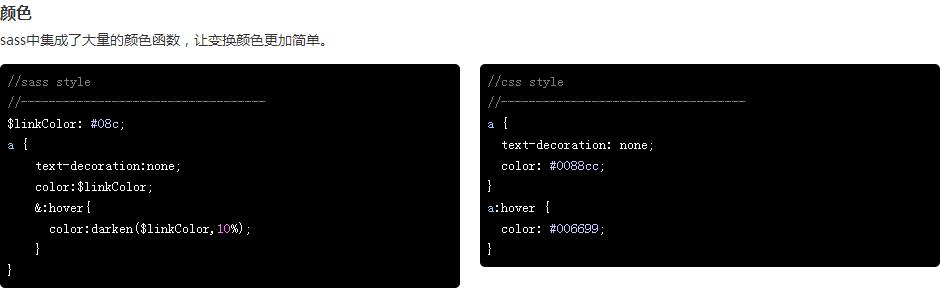 颜色
sass中集成了大量的颜色函数，让变换颜色更加简单。
//sass style
//-----------------------------------
$linkColor: #08c;
a {
    text-decoration:none;
    color:$linkColor;
    &:hover{
      color:darken($linkColor,10%);
    }
}
//css style
//-----------------------------------
a {
  text-decoration: none;
  color: #0088cc;
}
a:hover {
  color: #006699;
}